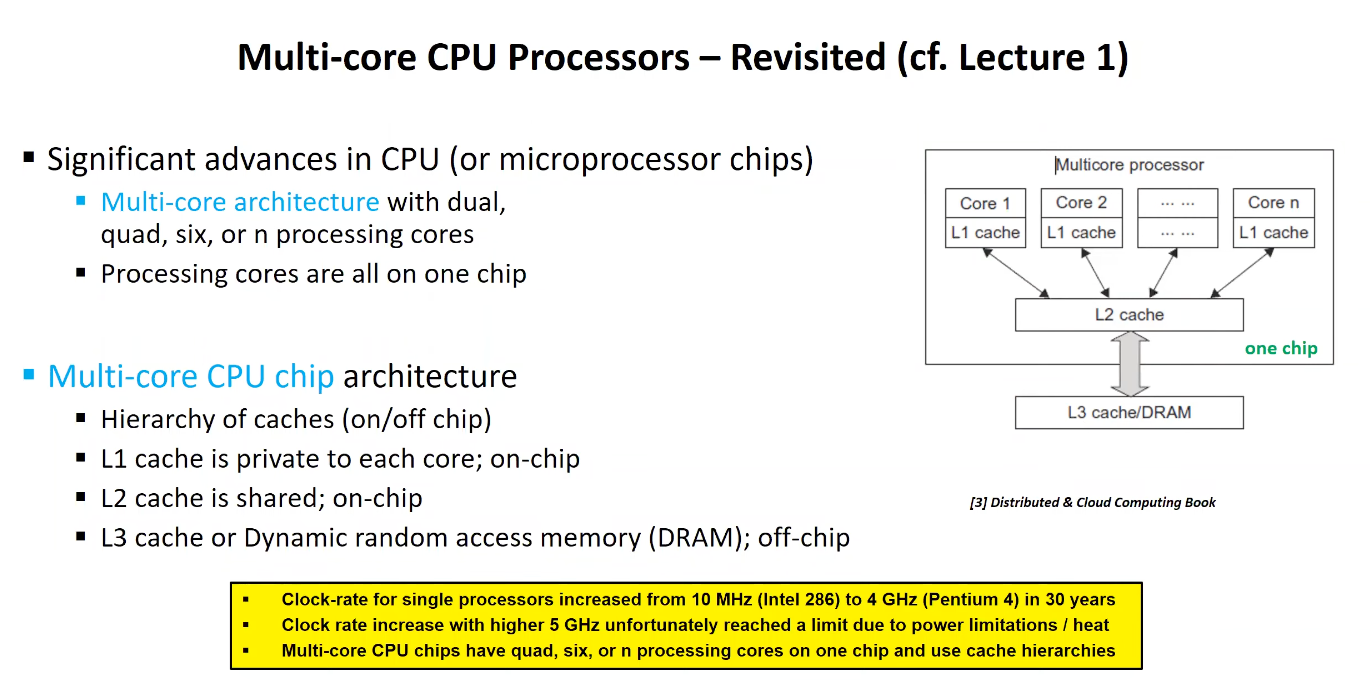 Multi-core CPU Processors – Revisited (cf. Lecture 1)
▪ Significant advances in CPU (or microprocessor chips)
▪ Multi-core architecture with dual,
quad, six, or n processing cores
▪ Processing cores are all on one chip
▪ Multi-core CPU chip architecture
▪ Hierarchy of caches (on/off chip)
▪ L1 cache is private to each core; on-chip
▪ L2 cache is shared; on-chip
▪ L3 cache or Dynamic random access memory (DRAM); off-chip
Multicore processor
Core 1 Core 2 ... ... Core n
L1 cache L1 cache ... ... L1 cache
L2 cache
one chip
L3 cache/DRAM
[3] Distributed & Cloud Computing Book
▪ Clock-rate for single processors increased from 10 MHz (Intel 286) to 4 GHz (Pentium 4) in 30 years
▪ Clock rate increase with higher 5 GHz unfortunately reached a limit due to power limitations / heat
▪ Multi-core CPU chips have quad, six, or n processing cores on one chip and use cache hierarchies